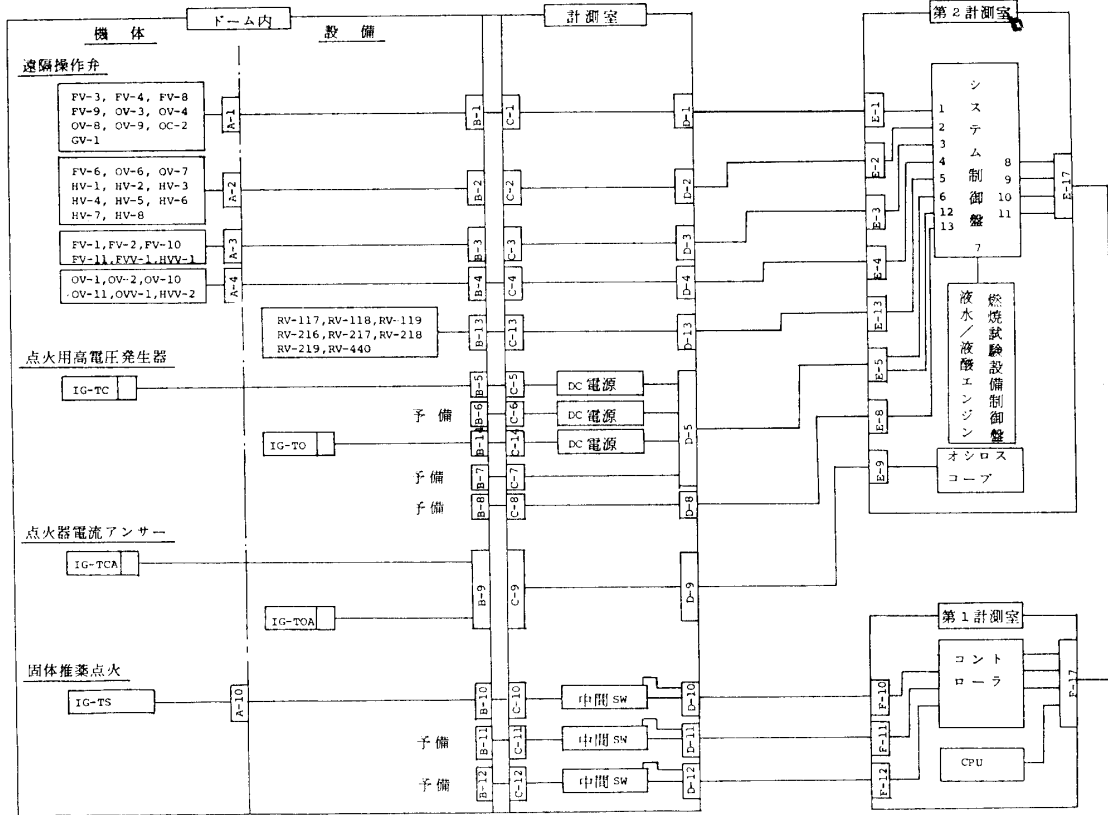 ドーム内
計測室
第2計測室
機体
設備
遠隔操作弁
FV-3, FV-4, FV-8
FV-9, OV-3, OV-4
OV-8, OV-9, OC-2
GV-1
A-1
B-1
C-1
D-1
E-1
FV-6, OV-6, OV-7
HV-1, HV-2, HV-3
HV-4, HV-5, HV-6
HV-7, HV-8
A-2
B-2
C-2
D-2
E-2
FV-1,FV-2,FV-10
FV-11,FVV-1,HVV-1
A-3
B-3
C-3
D-3
E-3
OV-1,OV-2,OV-10
OV-11,OVV-1,HVV-2
A-4
B-4
C-4
D-4
E-4
RV-117,RV-118,RV-119
RV-216,RV-217,RV-218
RV-219,RV-440
B-13
C-13
D-13
E-13
システム制御盤
1
2
3
4
5
6
12
13
8
9
10
11
7
E-17
液水/液酸エンジン
燃焼試験設備制御盤
点火用高電圧発生器
IG-TC
B-5
C-5
DC電源
D-5
E-5
予備
B-6
C-6
DC電源
IG-TO
B-14
C-14
DC電源
予備
B-7
C-7
予備
B-8
C-8
D-8
E-8
E-9
オシロス
コープ
点火器電流アンサー
IG-TCA
IG-TOA
B-9
C-9
D-9
第1計測室
固体推薬点火
IG-TS
A-10
B-10
C-10
中間SW
D-10
F-10
コント
ローラ
F-17
予備
B-11
C-11
中間SW
D-11
F-11
予備
B-12
C-12
中間SW
D-12
F-12
CPU